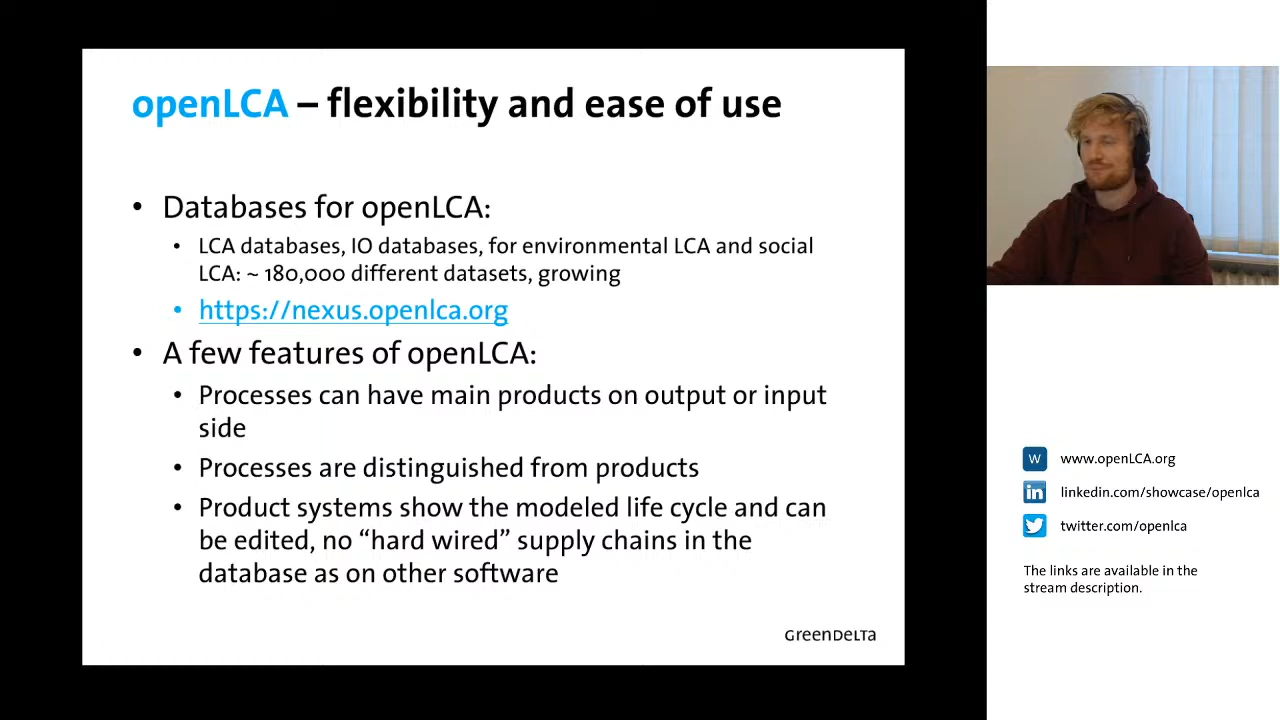 openLCA – flexibility and ease of use
• Databases for openLCA:
• LCA databases, IO databases, for environmental LCA and social
LCA: ~ 180,000 different datasets, growing
• https://nexus.openlca.org
• A few features of openLCA:
• Processes can have main products on output or input
side
• Processes are distinguished from products
• Product systems show the modeled life cycle and can
be edited, no “hard wired” supply chains in the
database as on other software
GreenDeLTa
W www.openLCA.org
in linkedin.com/showcase/openlca
twitter.com/openlca
The links are available in the
stream description.